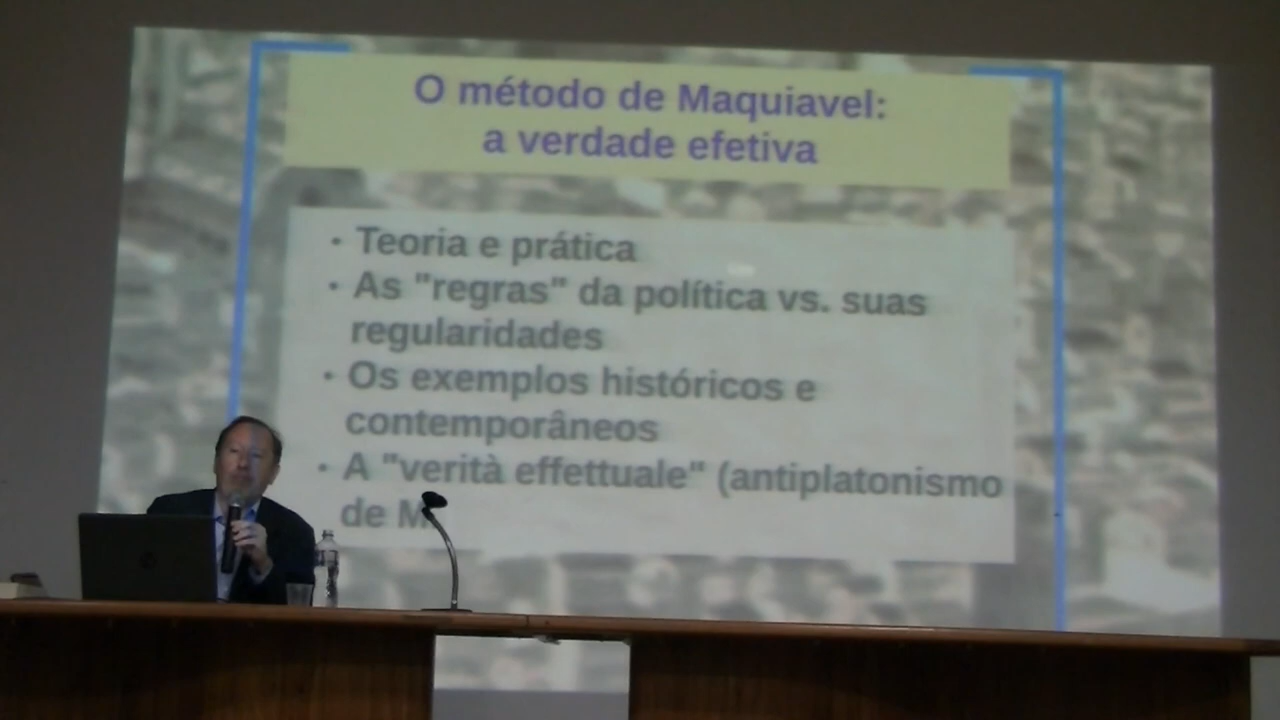 O método de Maquiavel:
a verdade efetiva
• Teoria e prática
• As "regras" da política vs. suas
regularidades
• Os exemplos históricos e
contemporâneos
• A "verità effettuale" (antiplatonismo
de M